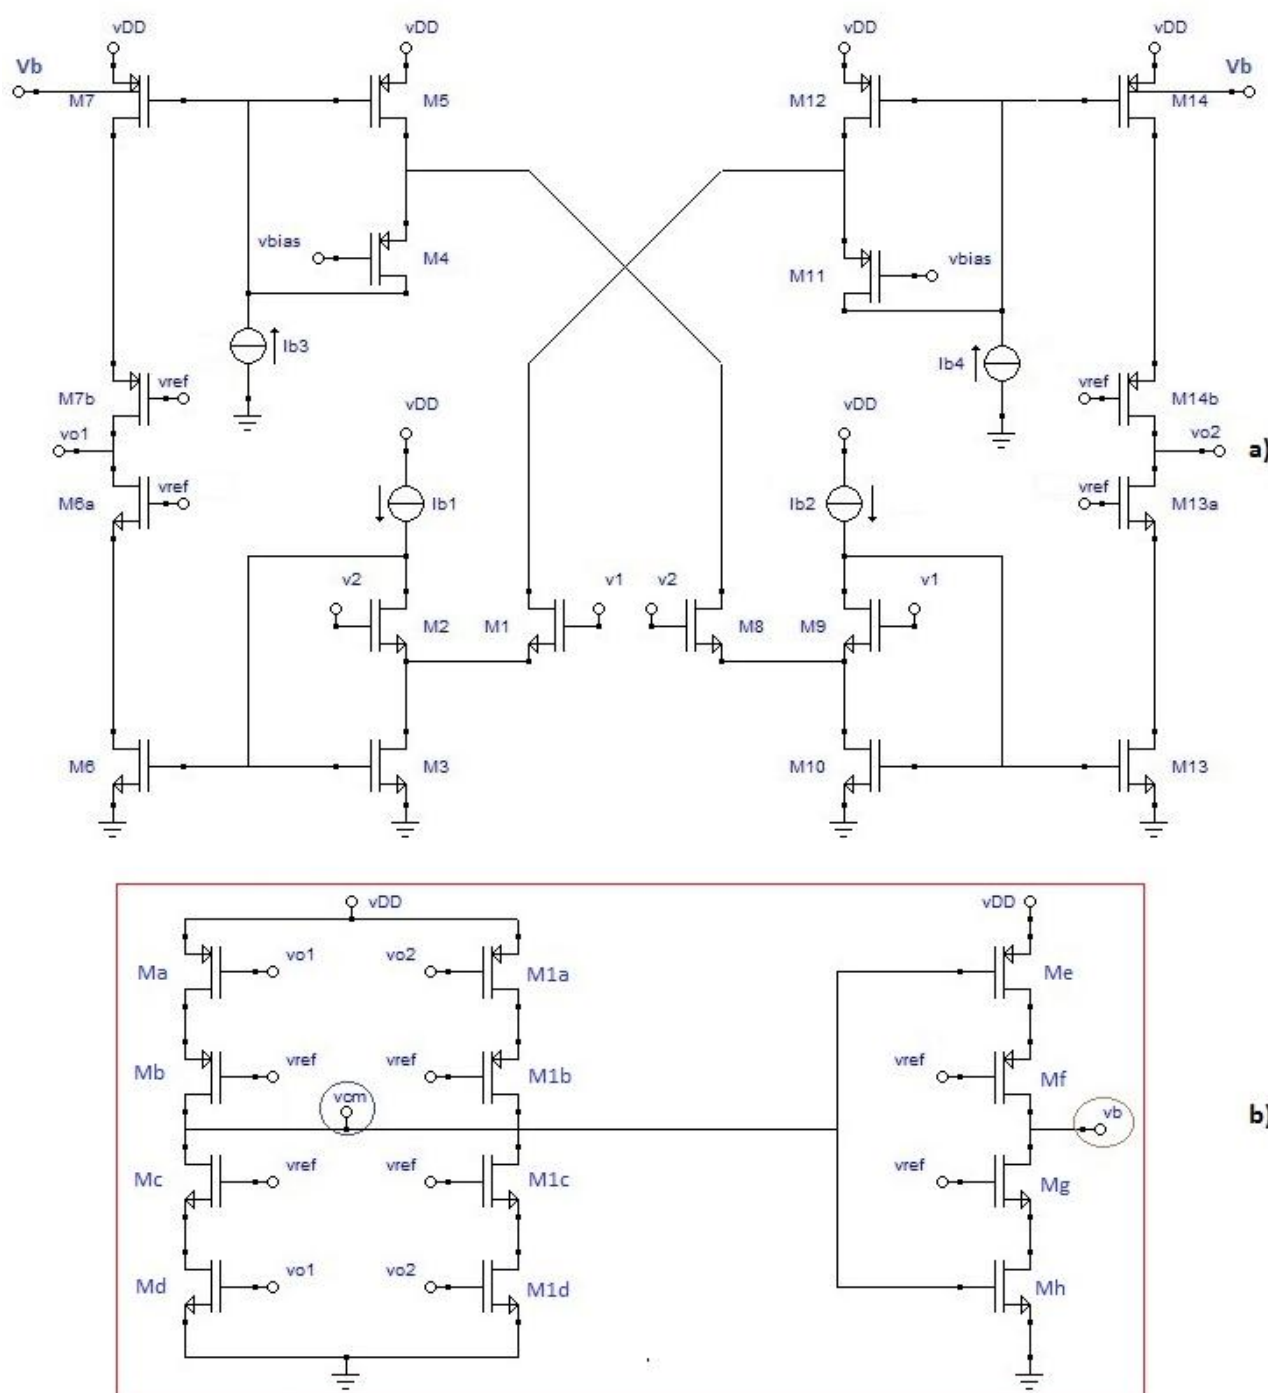 vDD vDD vDD vDD
Vb Vb
M7 M5 M12 M14
vbias M4 M11 vbias
Ib3 Ib4
M7b vref vDD vDD vref M14b
vo1 vo2 a)
M6a vref Ib1 Ib2 vref M13a
v2 v1 v2 v1
M2 M1 M8 M9
M6 M3 M10 M13
vDD vDD
Ma vo1 vo2 M1a Me
Mb vref vref M1b vref Mf
vcm vb b)
Mc vref vref M1c vref Mg
Md vo1 vo2 M1d Mh